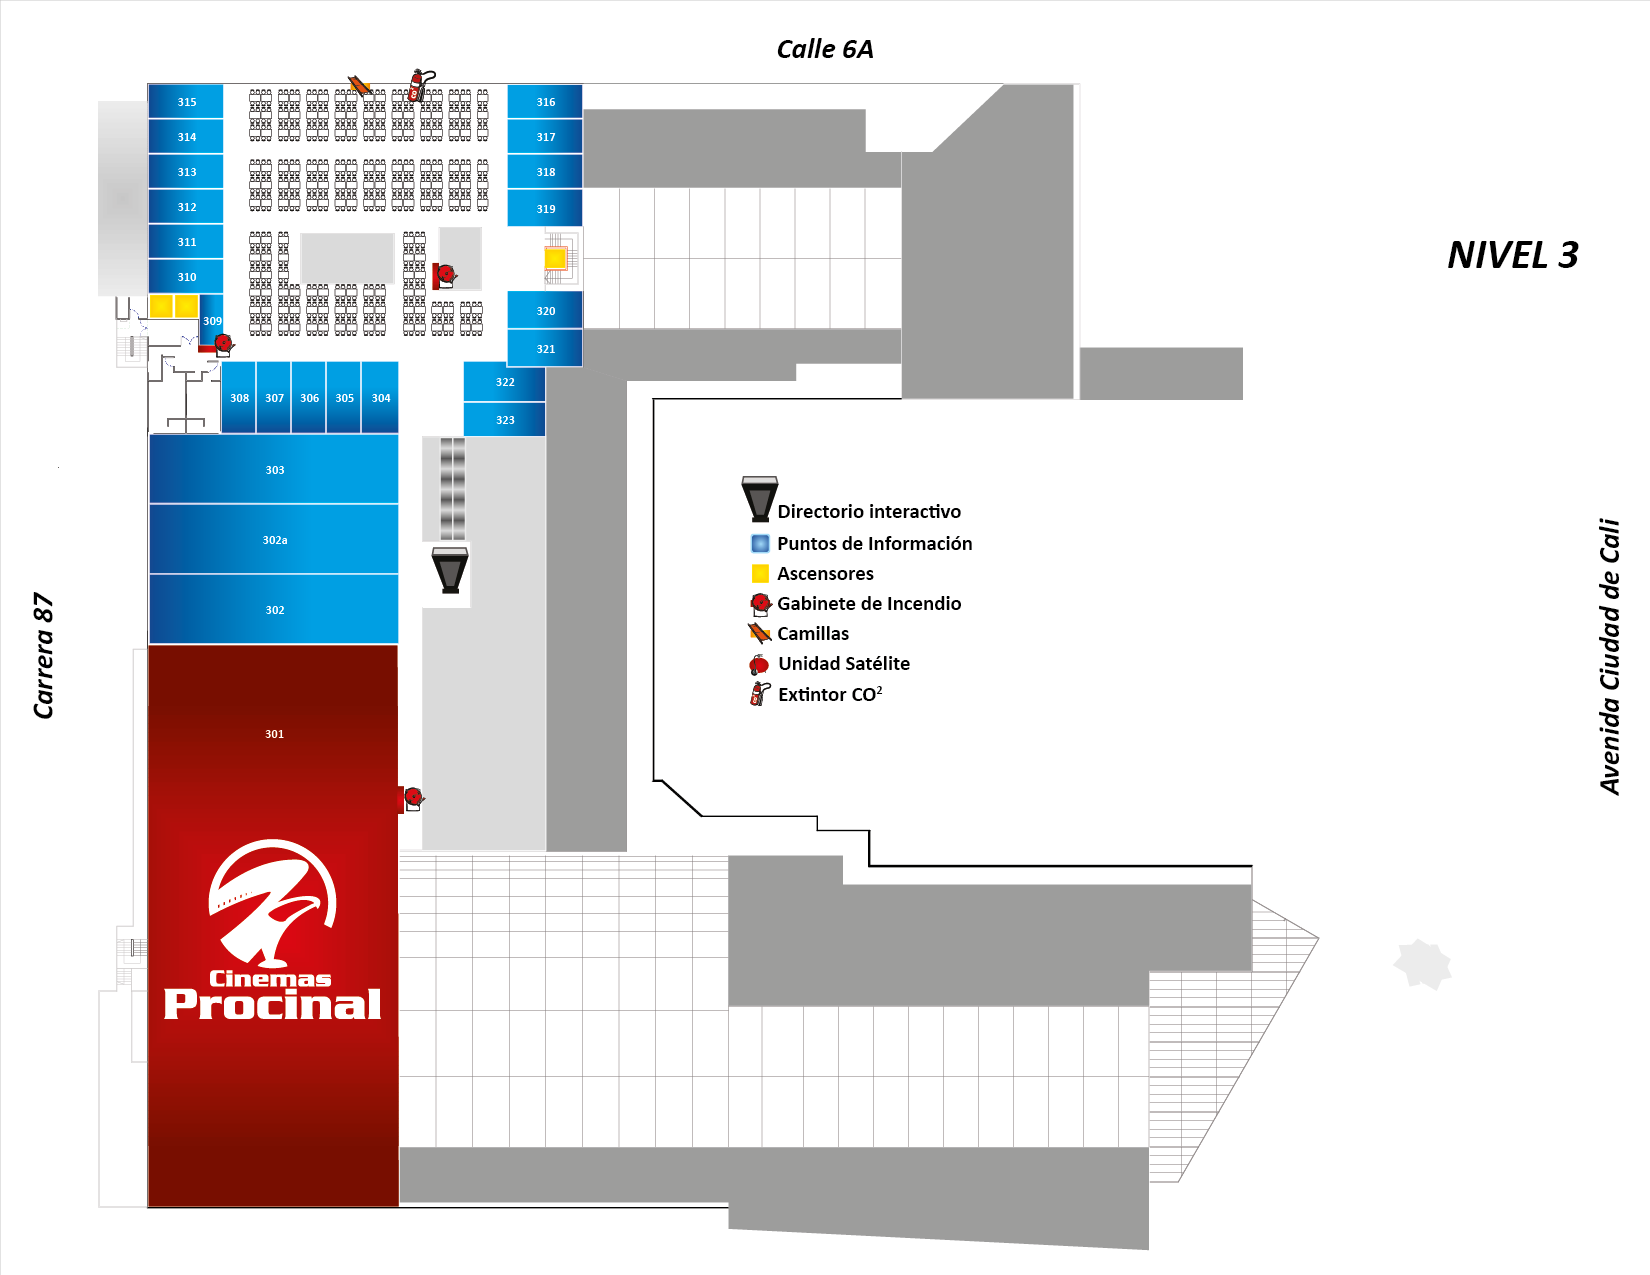 Calle 6A
NIVEL 3
315
314
313
312
311
310
309
316
317
318
319
320
321
322
323
308
307
306
305
304
303
302a
302
301
Cinemas
Procinal
Directorio interactivo
Puntos de Información
Ascensores
Gabinete de Incendio
Camillas
Unidad Satélite
Extintor CO²
Carrera 87
Avenida Ciudad de Cali